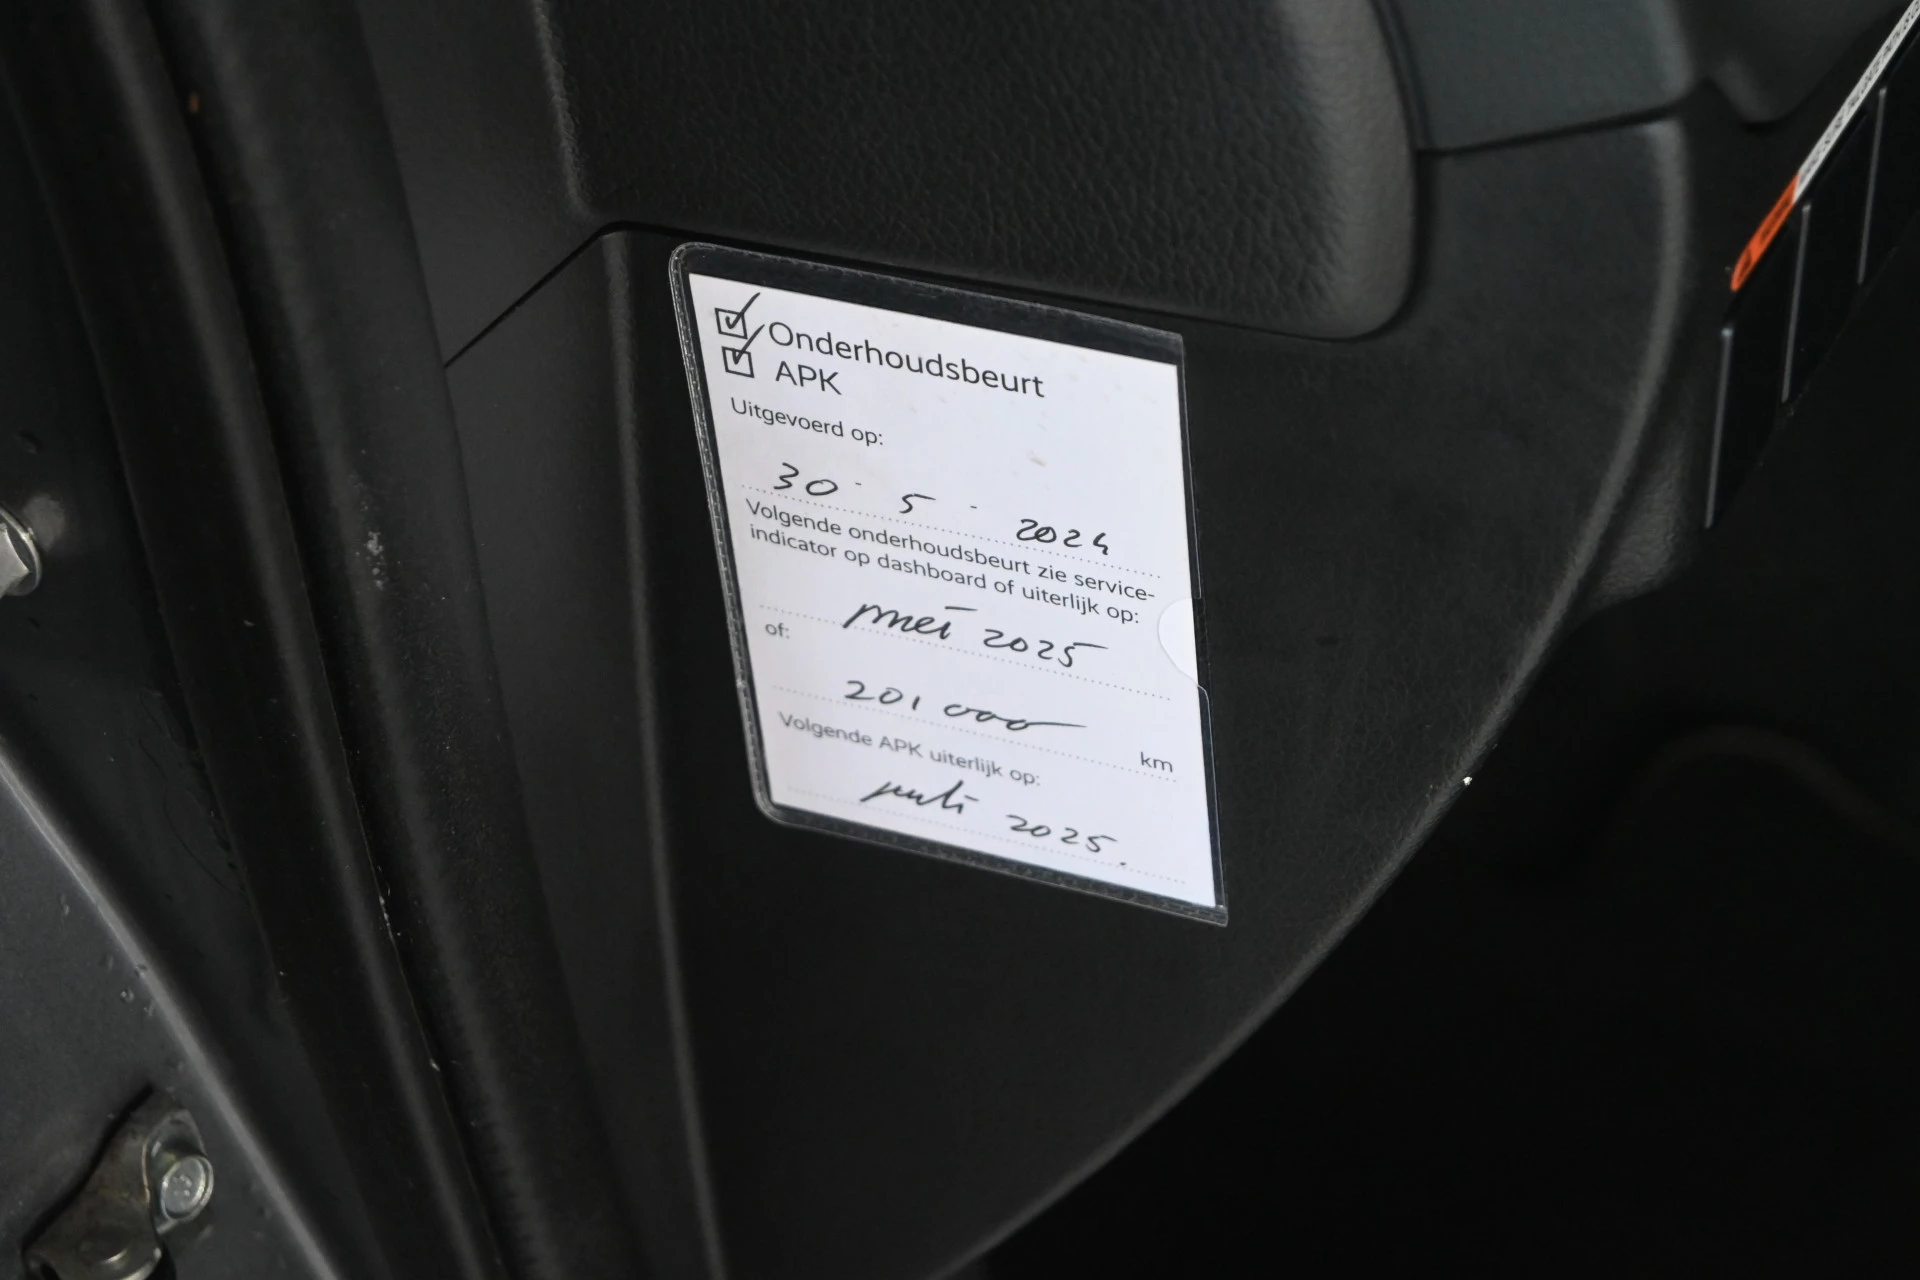 Onderhoudsbeurt
APK
Uitgevoerd op:
30 - 5 - 2024
Volgende onderhoudsbeurt zie service-
indicator op dashboard of uiterlijk op:
mei 2025
of:
201 000 km
Volgende APK uiterlijk op:
juli 2025.